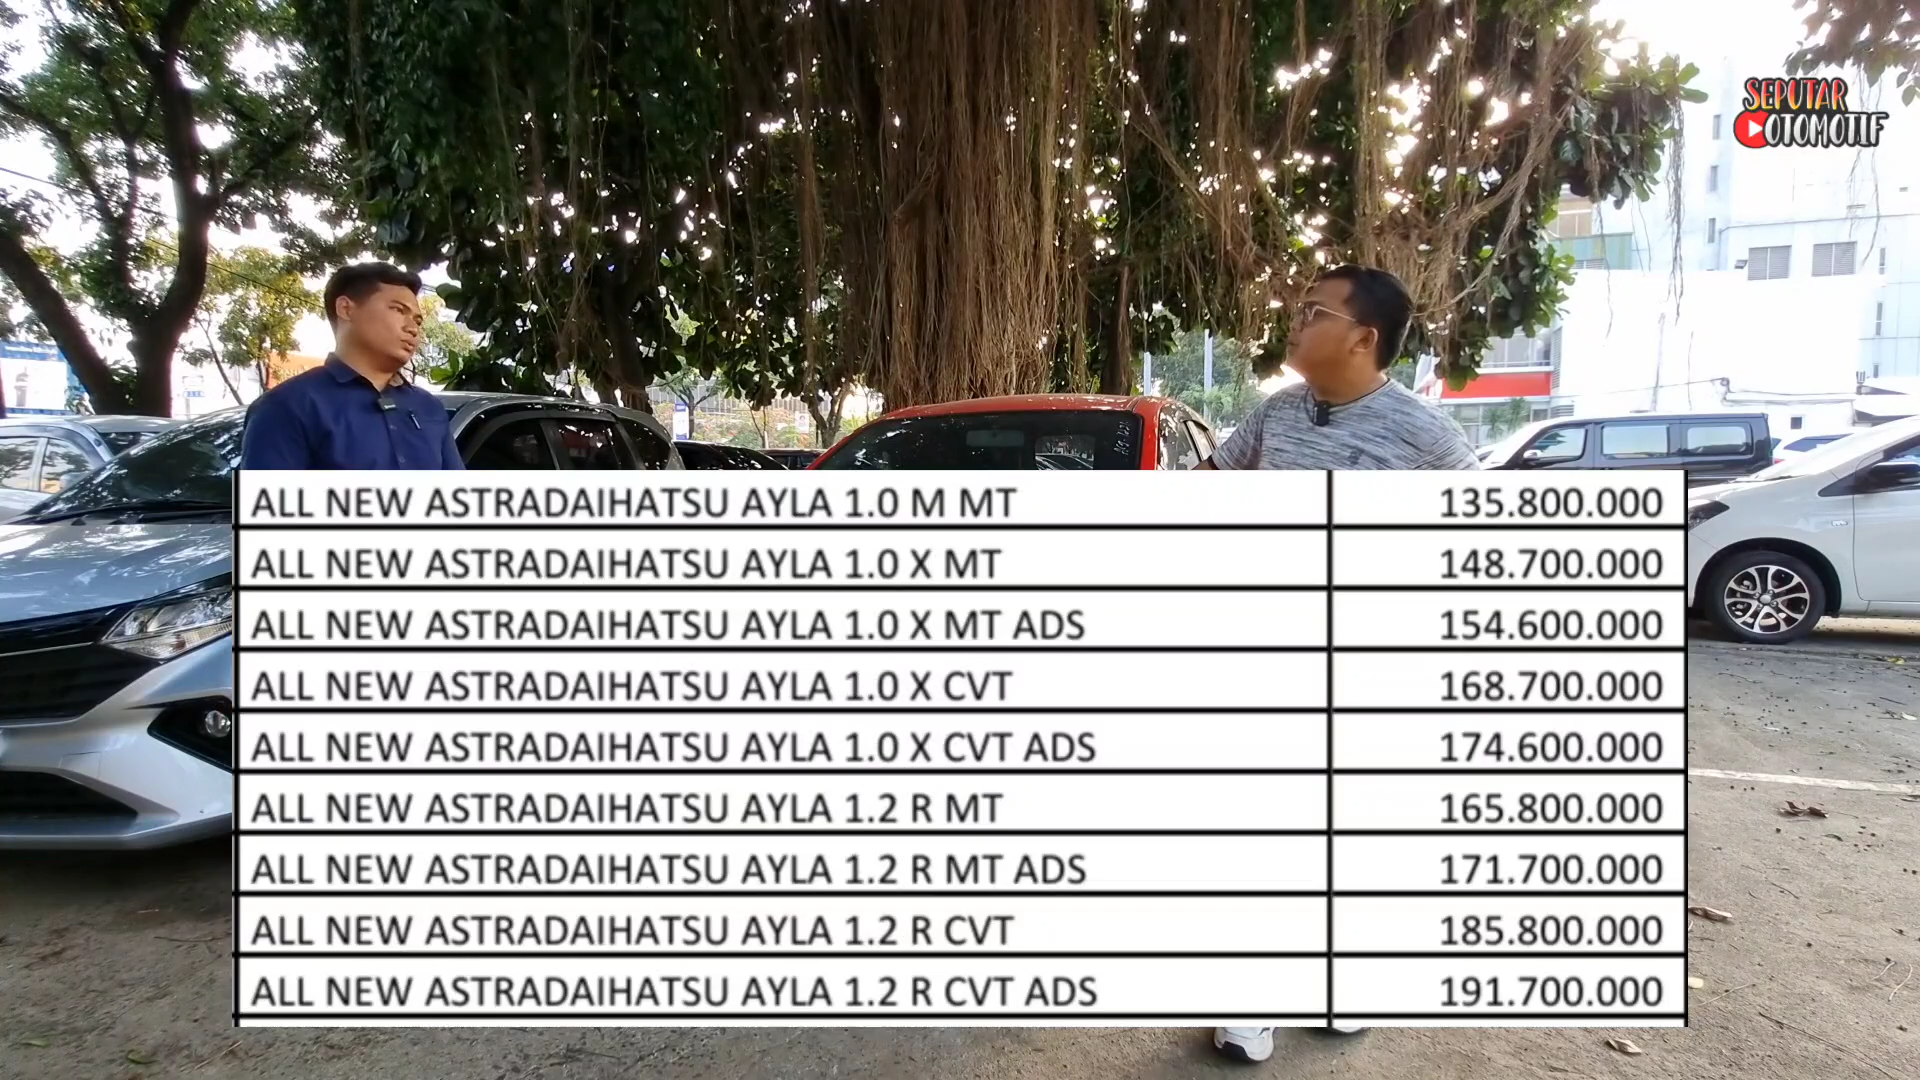 SEPUTAR
OTOMOTIF
ALL NEW ASTRADAIHATSU AYLA 1.0 M MT 135.800.000
ALL NEW ASTRADAIHATSU AYLA 1.0 X MT 148.700.000
ALL NEW ASTRADAIHATSU AYLA 1.0 X MT ADS 154.600.000
ALL NEW ASTRADAIHATSU AYLA 1.0 X CVT 168.700.000
ALL NEW ASTRADAIHATSU AYLA 1.0 X CVT ADS 174.600.000
ALL NEW ASTRADAIHATSU AYLA 1.2 R MT 165.800.000
ALL NEW ASTRADAIHATSU AYLA 1.2 R MT ADS 171.700.000
ALL NEW ASTRADAIHATSU AYLA 1.2 R CVT 185.800.000
ALL NEW ASTRADAIHATSU AYLA 1.2 R CVT ADS 191.700.000